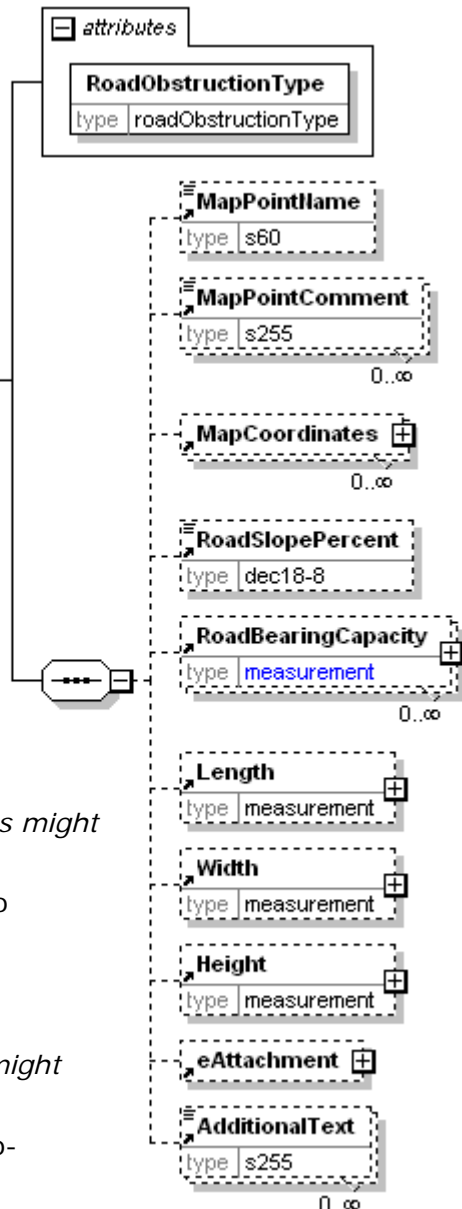 attributes
RoadObstructionType
type roadObstructionType
MapPointName
type s60
MapPointComment
type s255
0..∞
MapCoordinates
0..∞
RoadSlopePercent
type dec18-8
RoadBearingCapacity
type measurement
0..∞
Length
type measurement
s might
Width
type measurement
o
Height
type measurement
might
eAttachment
AdditionalText
type s255
o-
0..∞